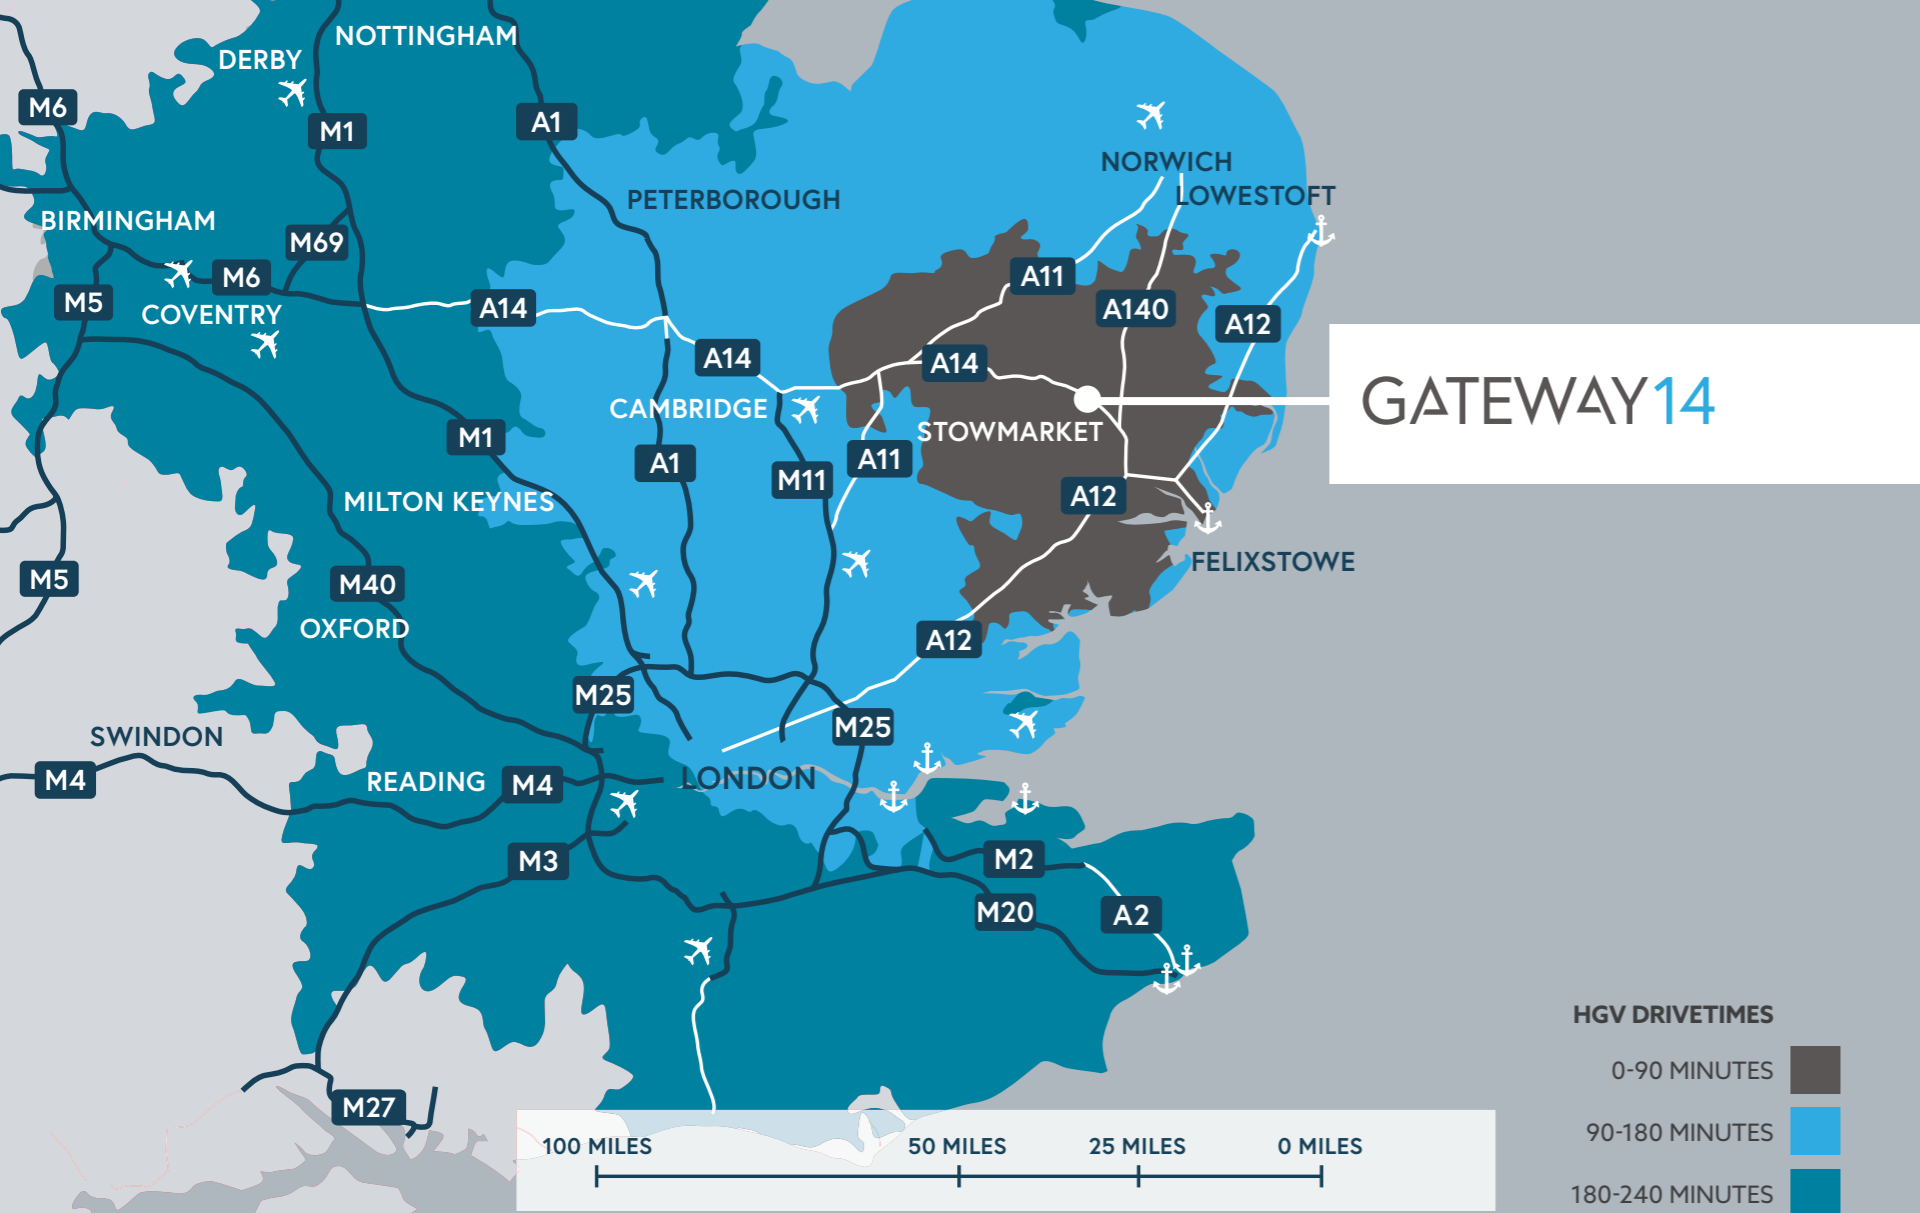 NOTTINGHAM
DERBY
M6
A1
M1
NORWICH
PETERBOROUGH
LOWESTOFT
BIRMINGHAM
M69
M6
A11
M5
COVENTRY
A14
A140
A12
A14
A14
GATEWAY14
CAMBRIDGE
STOWMARKET
M1
A1
A11
M11
MILTON KEYNES
A12
FELIXSTOWE
M5
M40
OXFORD
A12
M25
M25
SWINDON
M4
READING
M4
LONDON
M3
M2
M20
A2
HGV DRIVETIMES
0-90 MINUTES
M27
90-180 MINUTES
100 MILES
50 MILES
25 MILES
0 MILES
180-240 MINUTES